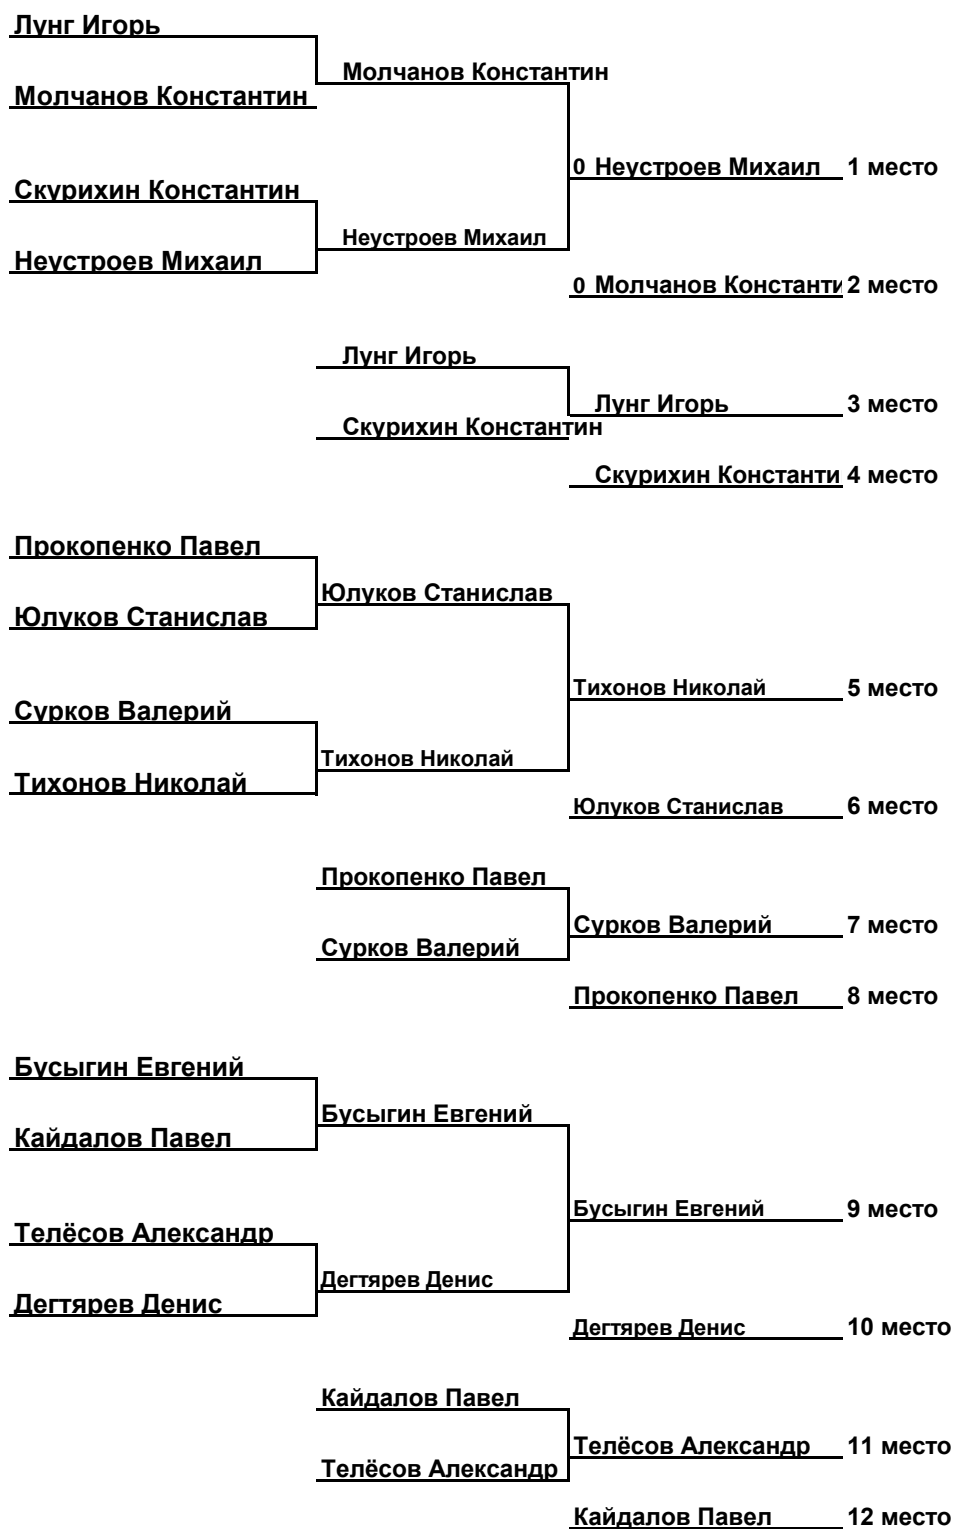 Лунг Игорь
Молчанов Константин
Молчанов Константин
0 Неустроев Михаил 1 место
Скурихин Константин
Неустроев Михаил
Неустроев Михаил
0 Молчанов Константи 2 место
Лунг Игорь
Лунг Игорь 3 место
Скурихин Константин
Скурихин Константи 4 место
Прокопенко Павел
Юлуков Станислав
Юлуков Станислав
Тихонов Николай 5 место
Сурков Валерий
Тихонов Николай
Тихонов Николай
Юлуков Станислав 6 место
Прокопенко Павел
Сурков Валерий 7 место
Сурков Валерий
Прокопенко Павел 8 место
Бусыгин Евгений
Бусыгин Евгений
Кайдалов Павел
Бусыгин Евгений 9 место
Телёсов Александр
Дегтярев Денис
Дегтярев Денис
Дегтярев Денис 10 место
Кайдалов Павел
Телёсов Александр 11 место
Телёсов Александр
Кайдалов Павел 12 место